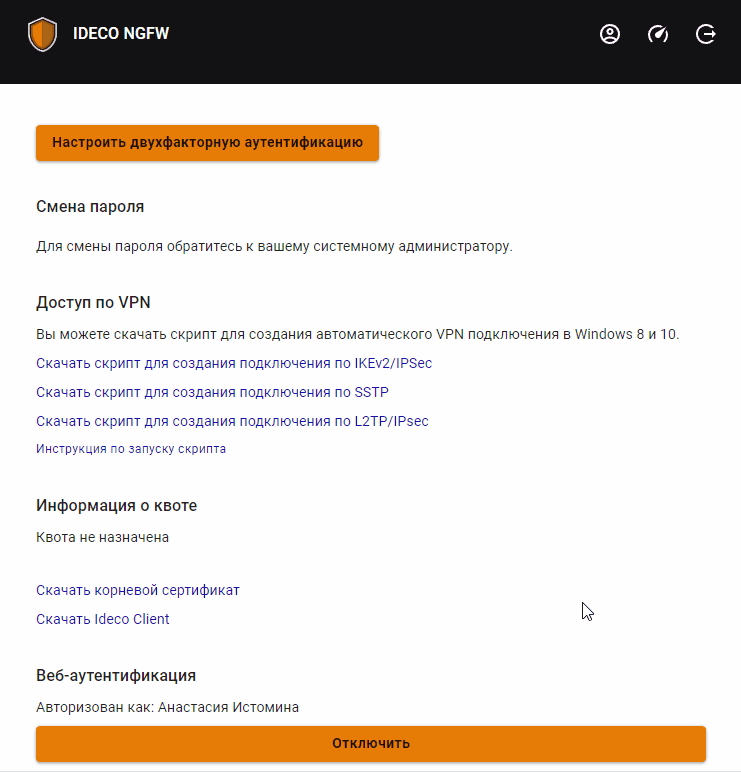 IDECO NGFW
Настроить двухфакторную аутентификацию
Смена пароля
Для смены пароля обратитесь к вашему системному администратору.
Доступ по VPN
Вы можете скачать скрипт для создания автоматического VPN подключения в Windows 8 и 10.
Скачать скрипт для создания подключения по IKEv2/IPSec
Скачать скрипт для создания подключения по SSTP
Скачать скрипт для создания подключения по L2TP/IPsec
Инструкция по запуску скрипта
Информация о квоте
Квота не назначена
Скачать корневой сертификат
Скачать Ideco Client
Веб-аутентификация
Авторизован как: Анастасия Истомина
Отключить